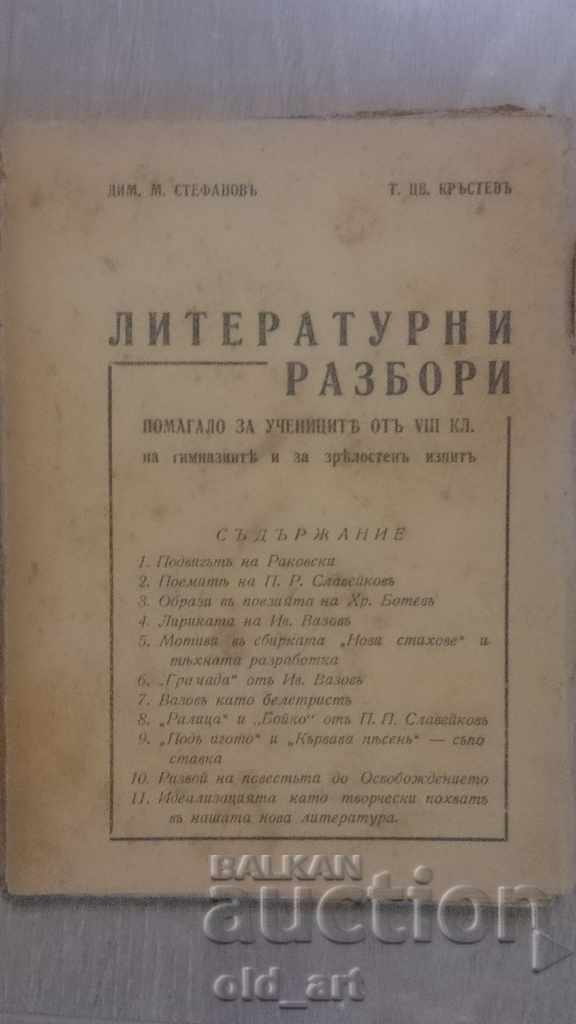 ДИМ. М. СТЕФАНОВЪ Т. ЦВ. КРЪСТЕВЪ
ЛИТЕРАТУРНИ
РАЗБОРИ
ПОМАГАЛО ЗА УЧЕНИЦИТѢ ОТЪ VIII КЛ.
на гимназиитѣ и за зрѣлостенъ изпитъ
СЪДЪРЖАНИЕ
1. Подвигътъ на Раковски
2. Поемитѣ на П. Р. Славейковъ
3. Образи въ поезията на Хр. Ботевъ
4. Лириката на Ив. Вазовъ
5. Мотиви въ сбирката „Нови стихове“ и
тѣхната разработка
6. „Грамада“ отъ Ив. Вазовъ
7. Вазовъ като белетристъ
8. „Ралица“ и „Бойко“ отъ П. П. Славейковъ
9. „Подъ игото“ и „Кървава пѣсень“ — съпо
ставка
10. Развой на повестьта до Освобождението
11. Идеализацията като творчески похватъ
въ нашата нова литература.
BALKAN
auction
old_art